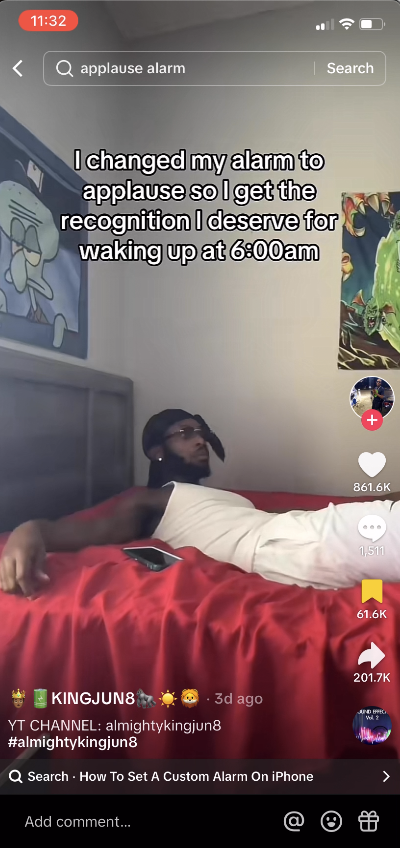 11:32
applause alarm
Search
I changed my alarm to
applause so I get the
recognition I deserve for
waking up at 6:00am
861.6K
1,511
61.6K
201.7K
KINGJUN8 · 3d ago
YT CHANNEL: almightykingjun8
#almightykingjun8
Vol. 2
Search · How To Set A Custom Alarm On iPhone
Add comment...